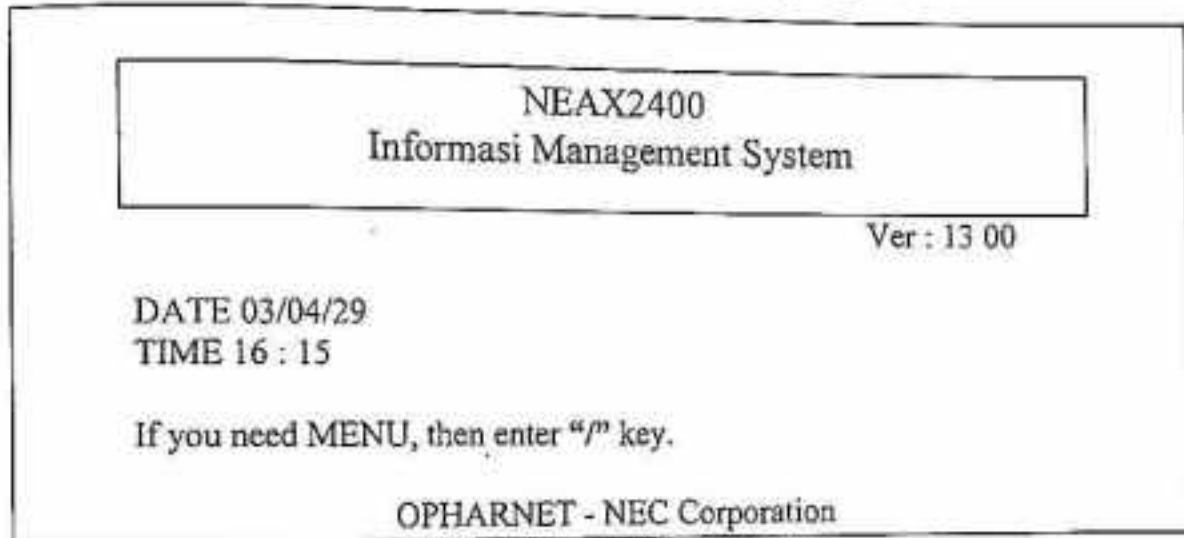 NEAX2400
Informasi Management System
Ver : 13 00
DATE 03/04/29
TIME 16 : 15
If you need MENU, then enter “/” key.
OPHARNET - NEC Corporation